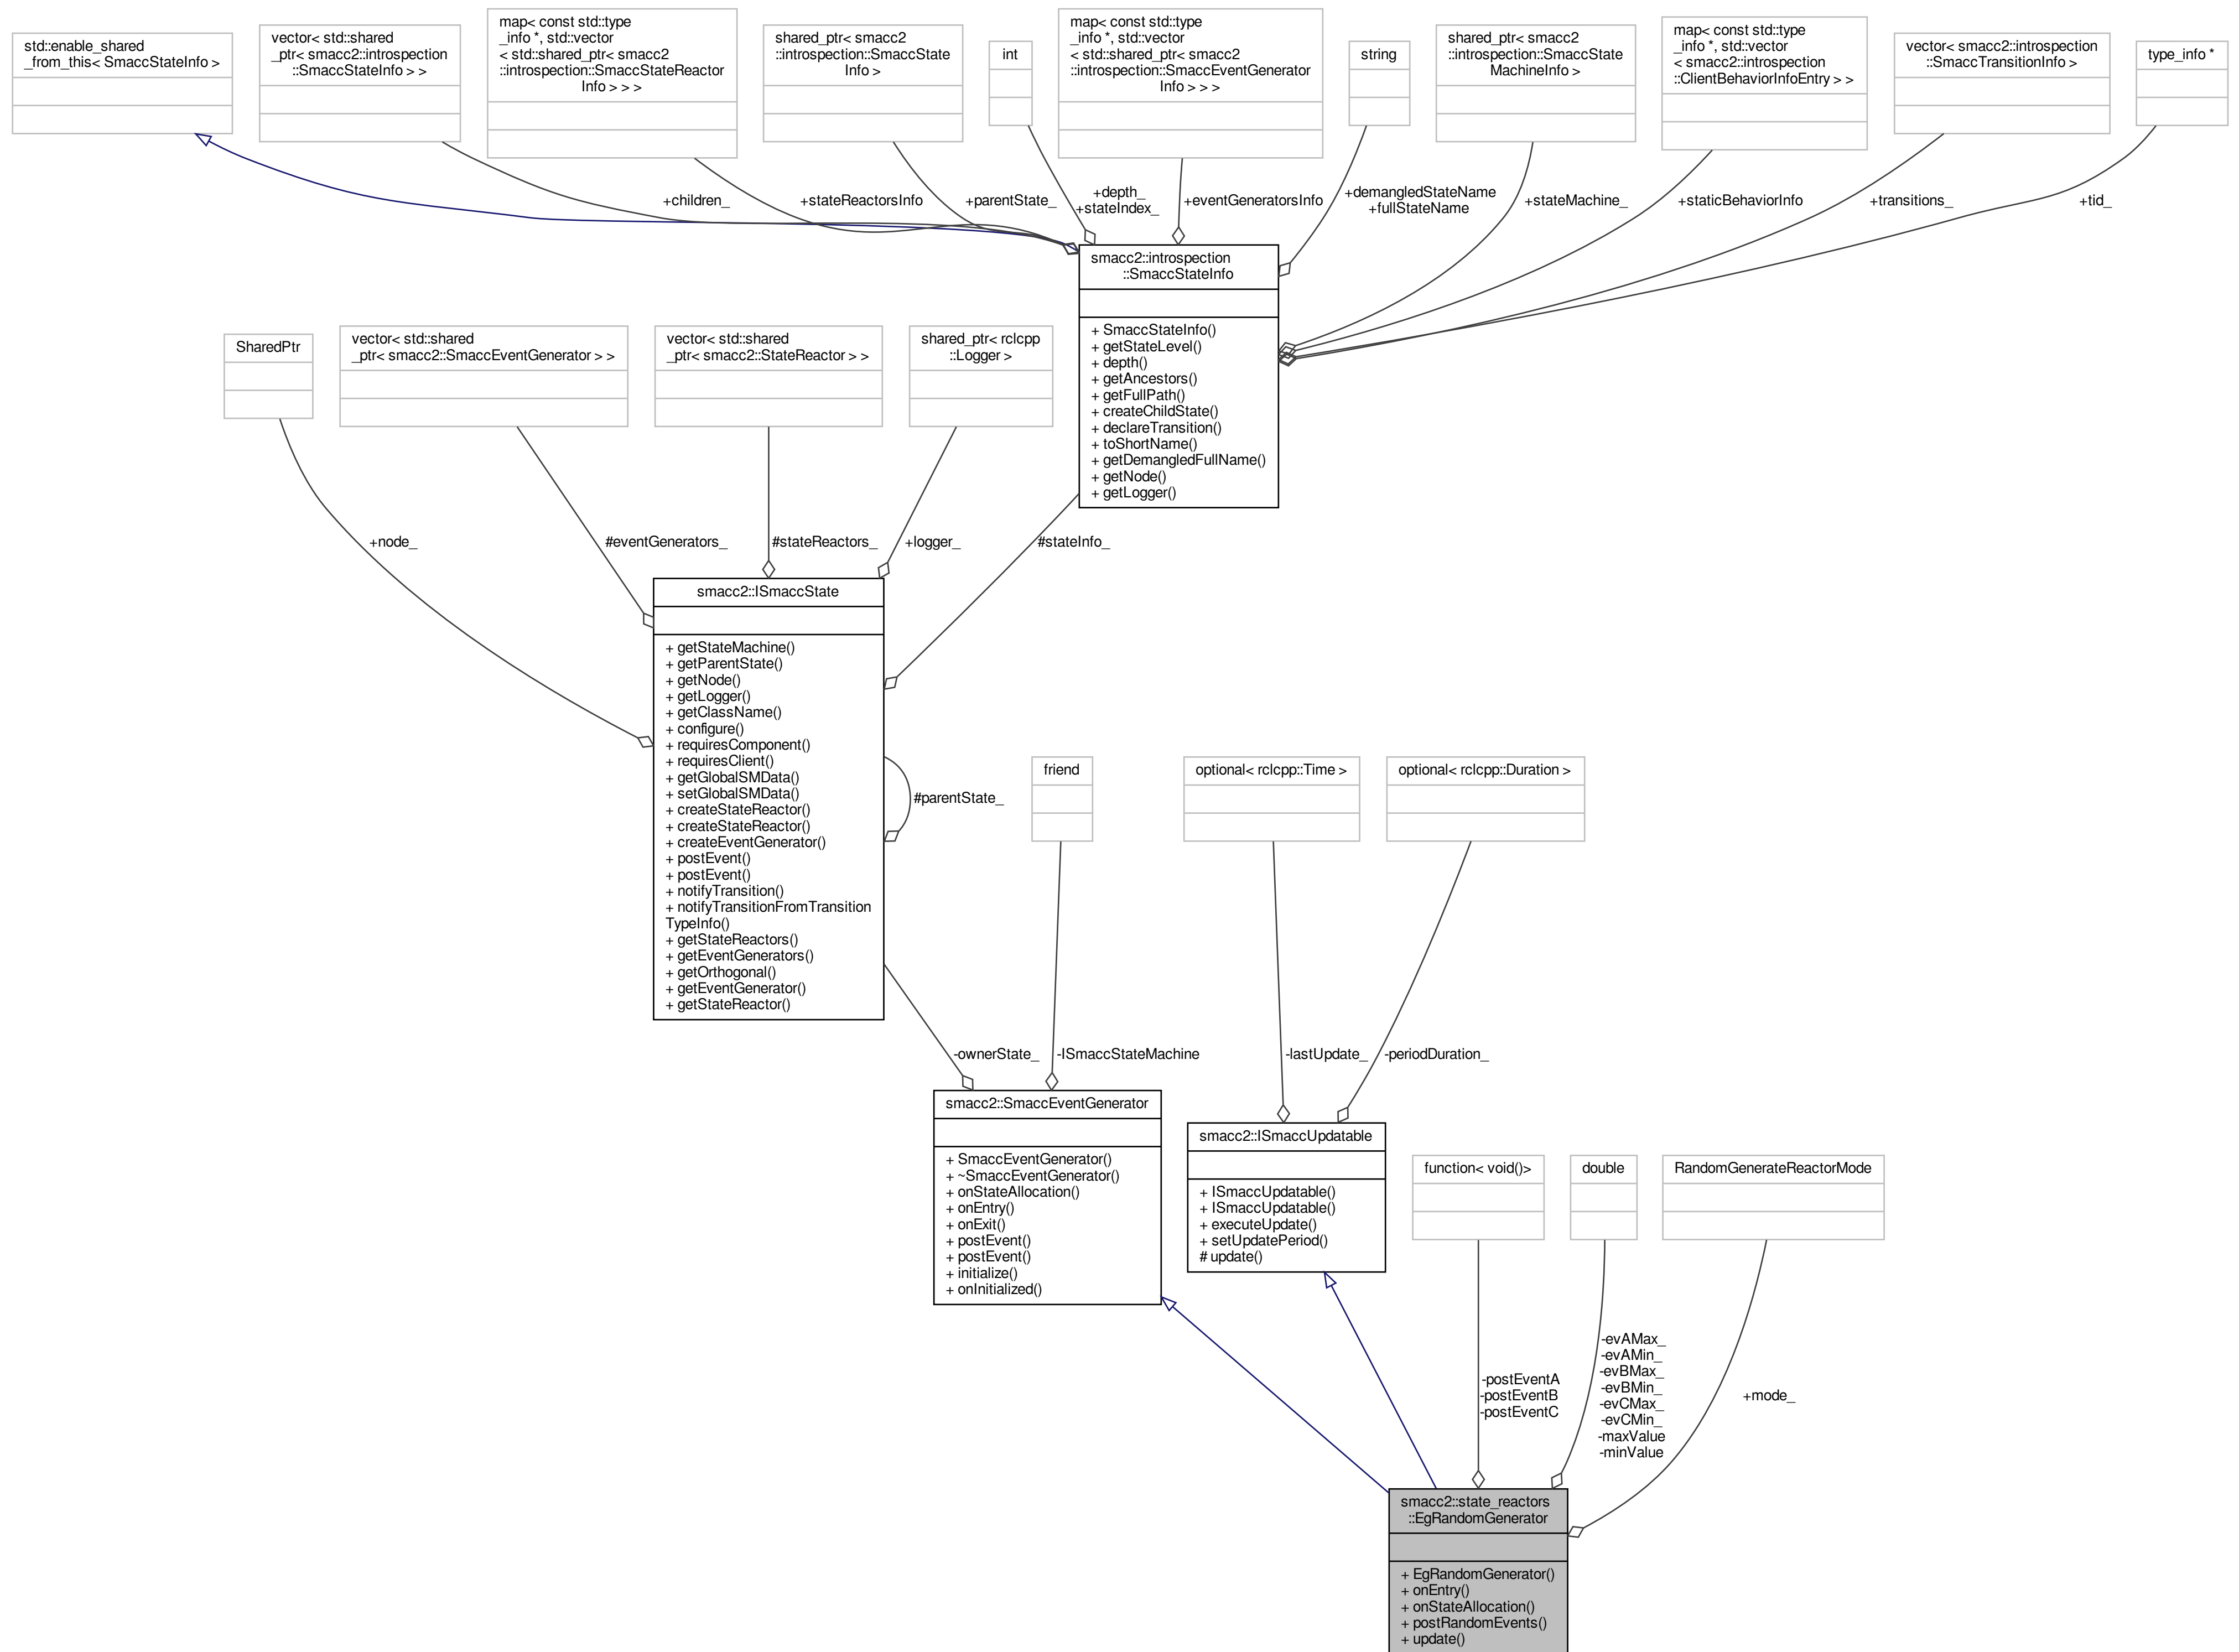 std::enable_shared
_from_this< SmaccStateInfo >
vector< std::shared
_ptr< smacc2::introspection
::SmaccStateInfo > >
map< const std::type
_info *, std::vector
< std::shared_ptr< smacc2
::introspection::SmaccStateReactor
Info > > >
shared_ptr< smacc2
::introspection::SmaccState
Info >
int
map< const std::type
_info *, std::vector
< std::shared_ptr< smacc2
::introspection::SmaccEventGenerator
Info > > >
string
shared_ptr< smacc2
::introspection::SmaccState
MachineInfo >
map< const std::type
_info *, std::vector
< smacc2::introspection
::ClientBehaviorInfoEntry > >
vector< smacc2::introspection
::SmaccTransitionInfo >
type_info *
+children_
+stateReactorsInfo
+parentState_
+depth_
+stateIndex_
+eventGeneratorsInfo
+demangledStateName
+fullStateName
+stateMachine_
+staticBehaviorInfo
+transitions_
+tid_
smacc2::introspection
::SmaccStateInfo
+ SmaccStateInfo()
+ getStateLevel()
+ depth()
+ getAncestors()
+ getFullPath()
+ createChildState()
+ declareTransition()
+ toShortName()
+ getDemangledFullName()
+ getNode()
+ getLogger()
SharedPtr
vector< std::shared
_ptr< smacc2::SmaccEventGenerator > >
vector< std::shared
_ptr< smacc2::StateReactor > >
shared_ptr< rclcpp
::Logger >
+node_
#eventGenerators_
#stateReactors_
+logger_
#stateInfo_
smacc2::ISmaccState
+ getStateMachine()
+ getParentState()
+ getNode()
+ getLogger()
+ getClassName()
+ configure()
+ requiresComponent()
+ requiresClient()
+ getGlobalSMData()
+ setGlobalSMData()
+ createStateReactor()
+ createStateReactor()
+ createEventGenerator()
+ postEvent()
+ postEvent()
+ notifyTransition()
+ notifyTransitionFromTransition
TypeInfo()
+ getStateReactors()
+ getEventGenerators()
+ getOrthogonal()
+ getEventGenerator()
+ getStateReactor()
#parentState_
friend
optional< rclcpp::Time >
optional< rclcpp::Duration >
-ownerState_
-ISmaccStateMachine
-lastUpdate_
-periodDuration_
smacc2::SmaccEventGenerator
+ SmaccEventGenerator()
+ ~SmaccEventGenerator()
+ onStateAllocation()
+ onEntry()
+ onExit()
+ postEvent()
+ postEvent()
+ initialize()
+ onInitialized()
smacc2::ISmaccUpdatable
+ ISmaccUpdatable()
+ ISmaccUpdatable()
+ executeUpdate()
+ setUpdatePeriod()
# update()
function< void()>
double
RandomGenerateReactorMode
-postEventA
-postEventB
-postEventC
-evAMax_
-evAMin_
-evBMax_
-evBMin_
-evCMax_
-evCMin_
-maxValue
-minValue
+mode_
smacc2::state_reactors
::EgRandomGenerator
+ EgRandomGenerator()
+ onEntry()
+ onStateAllocation()
+ postRandomEvents()
+ update()